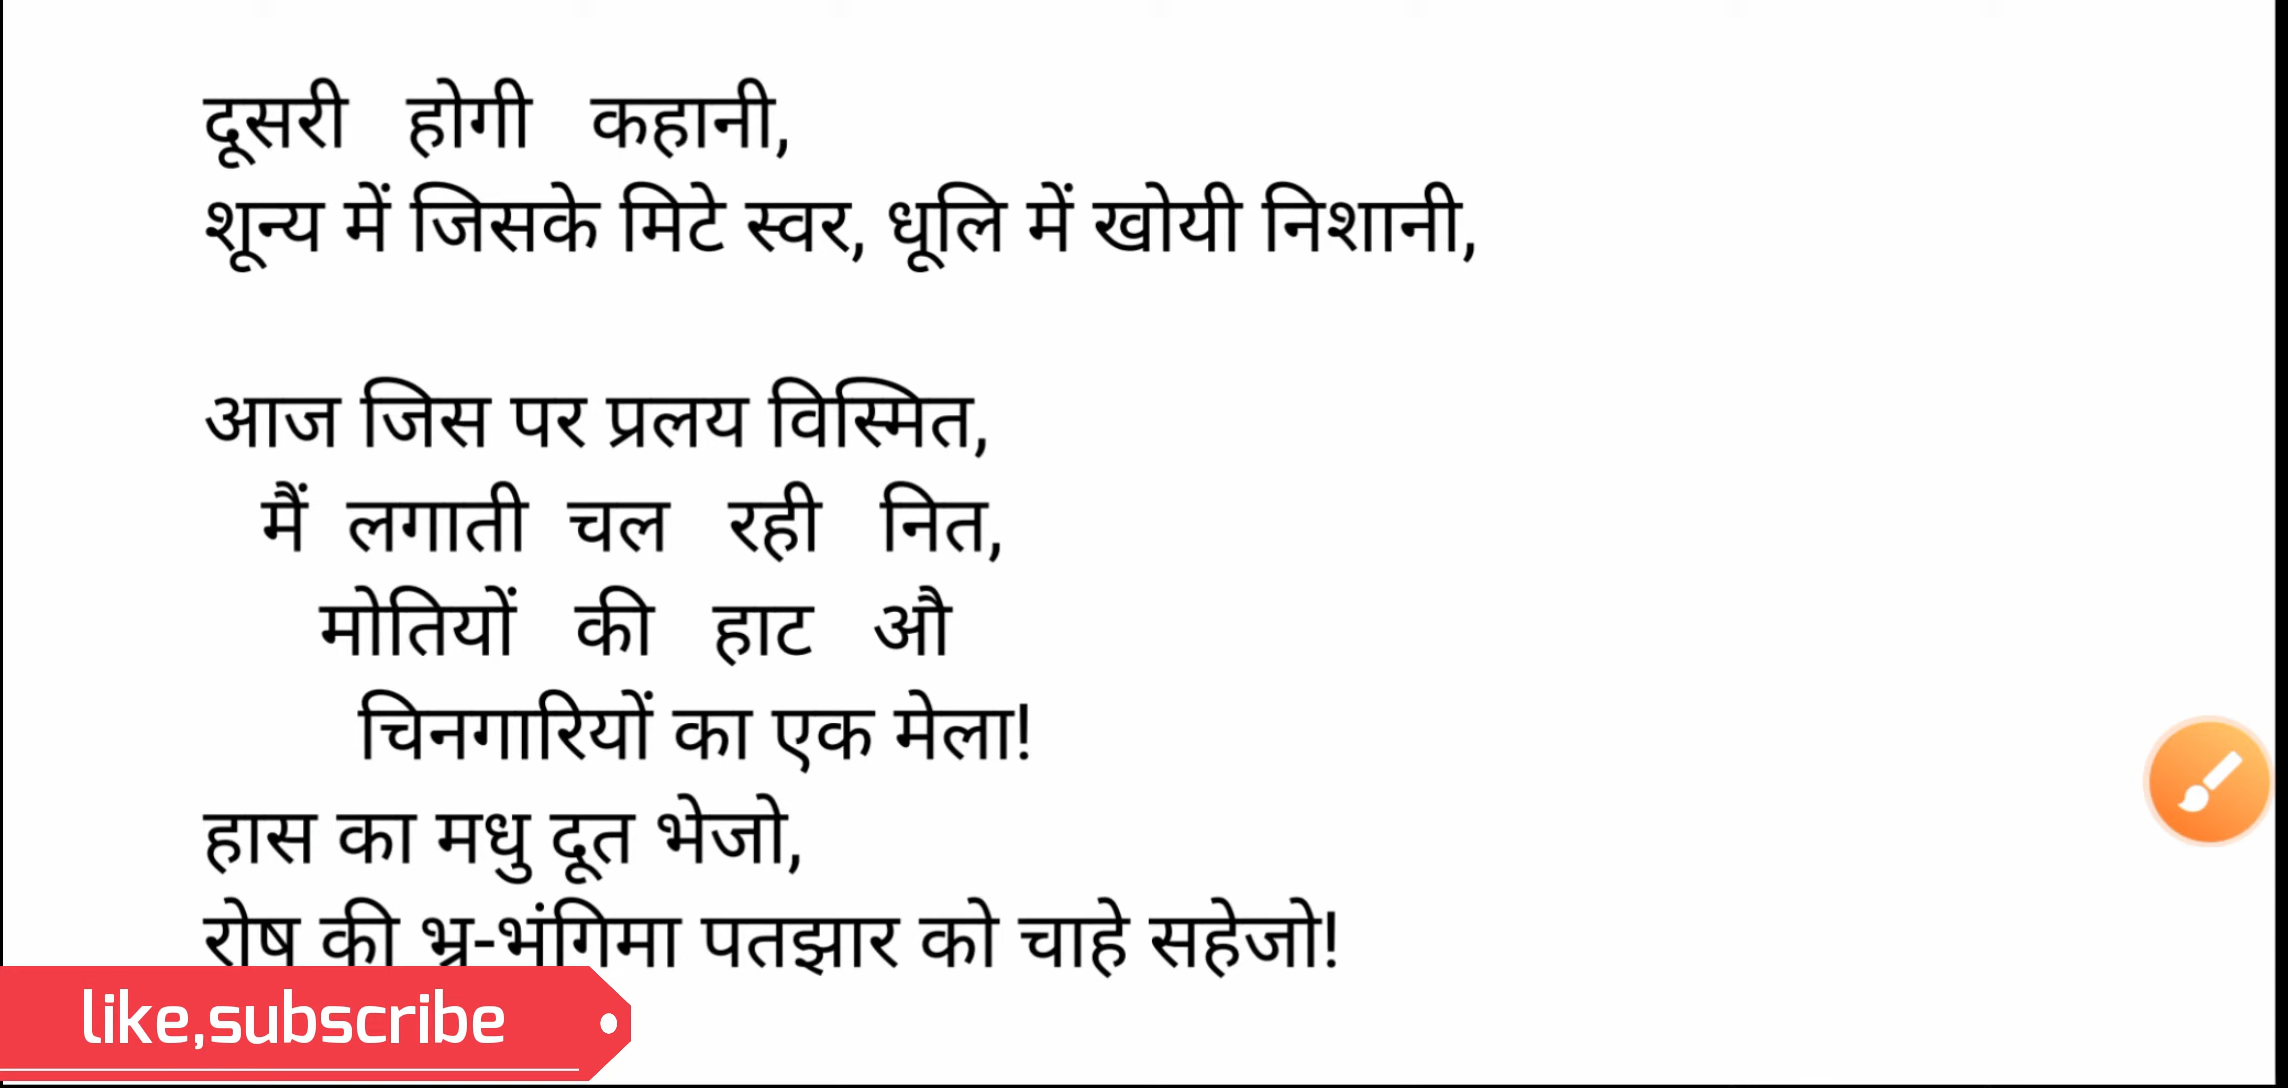 दूसरी होगी कहानी,
शून्य में जिसके मिटे स्वर, धूलि में खोयी निशानी,
आज जिस पर प्रलय विस्मित,
मैं लगाती चल रही नित,
मोतियों की हाट औ
चिनगारियों का एक मेला!
हास का मधु दूत भेजो,
रोष की भ्र-भंगिमा पतझार को चाहे सहेजो!
like,subscribe